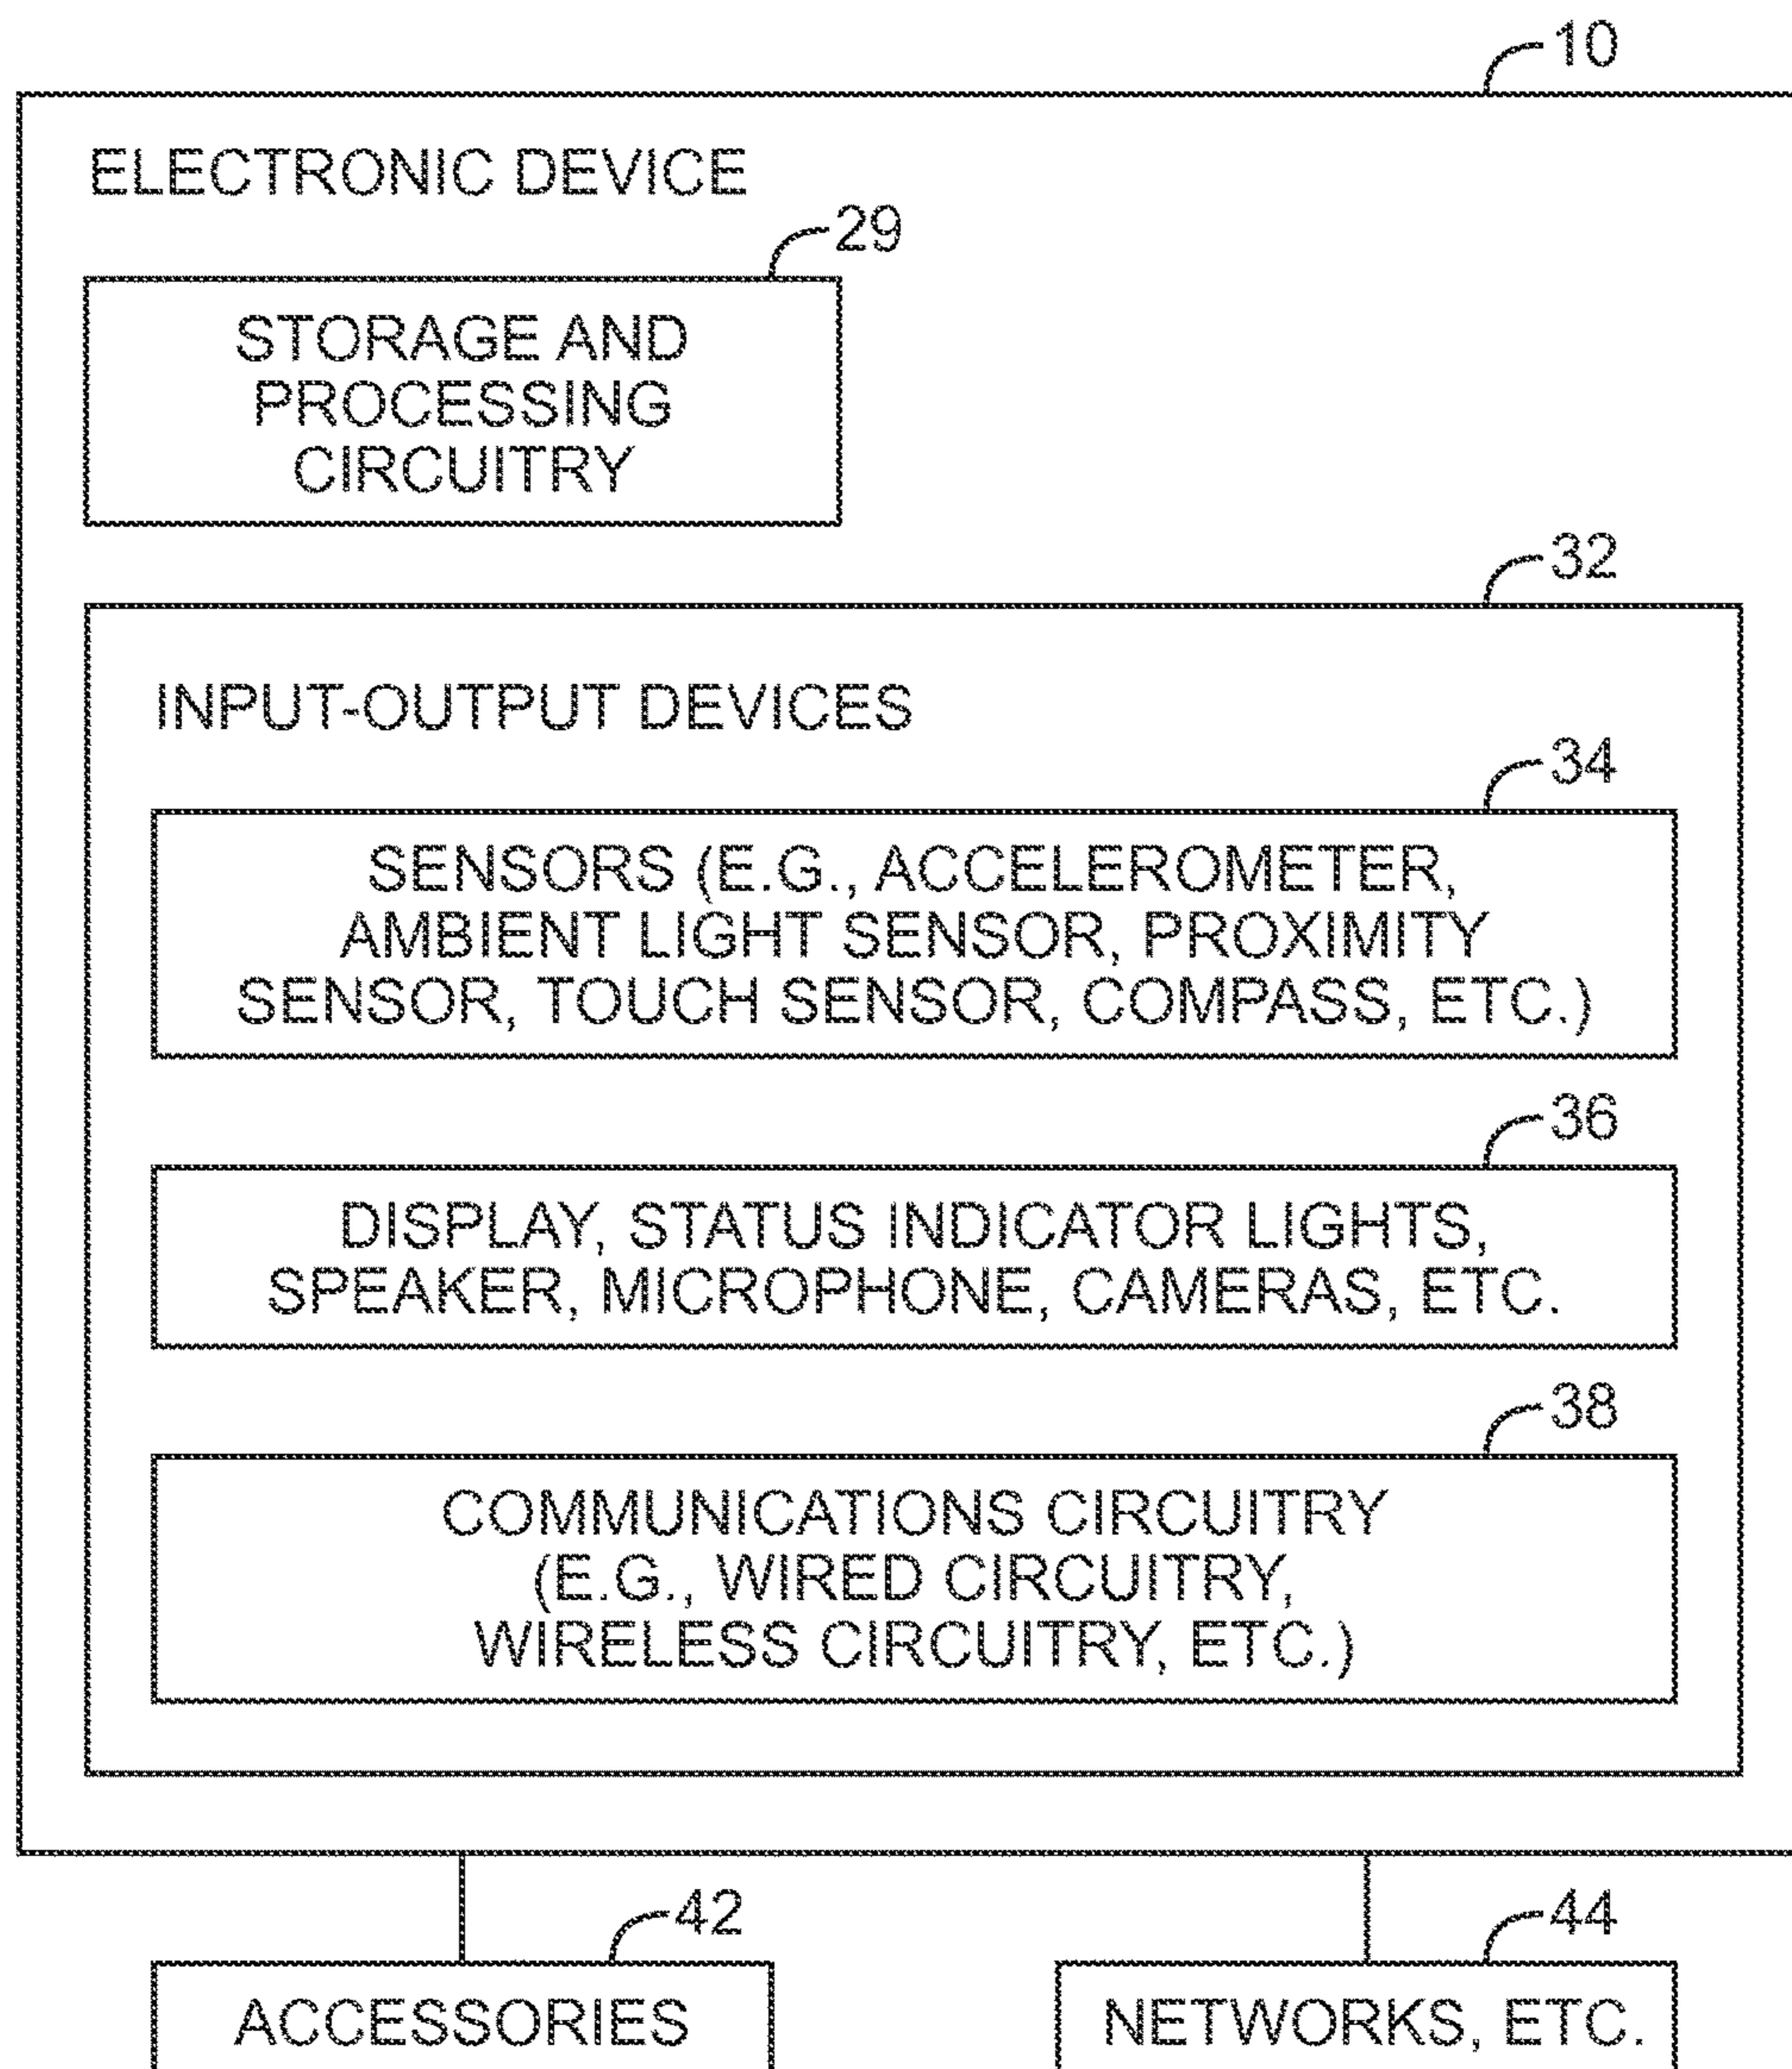 10
ELECTRONIC DEVICE
29
STORAGE AND
PROCESSING
CIRCUITRY
32
INPUT-OUTPUT DEVICES
34
SENSORS (E.G., ACCELEROMETER,
AMBIENT LIGHT SENSOR, PROXIMITY
SENSOR, TOUCH SENSOR, COMPASS, ETC.)
36
DISPLAY, STATUS INDICATOR LIGHTS,
SPEAKER, MICROPHONE, CAMERAS, ETC.
38
COMMUNICATIONS CIRCUITRY
(E.G., WIRED CIRCUITRY,
WIRELESS CIRCUITRY, ETC.)
42
44
ACCESSORIES
NETWORKS, ETC.